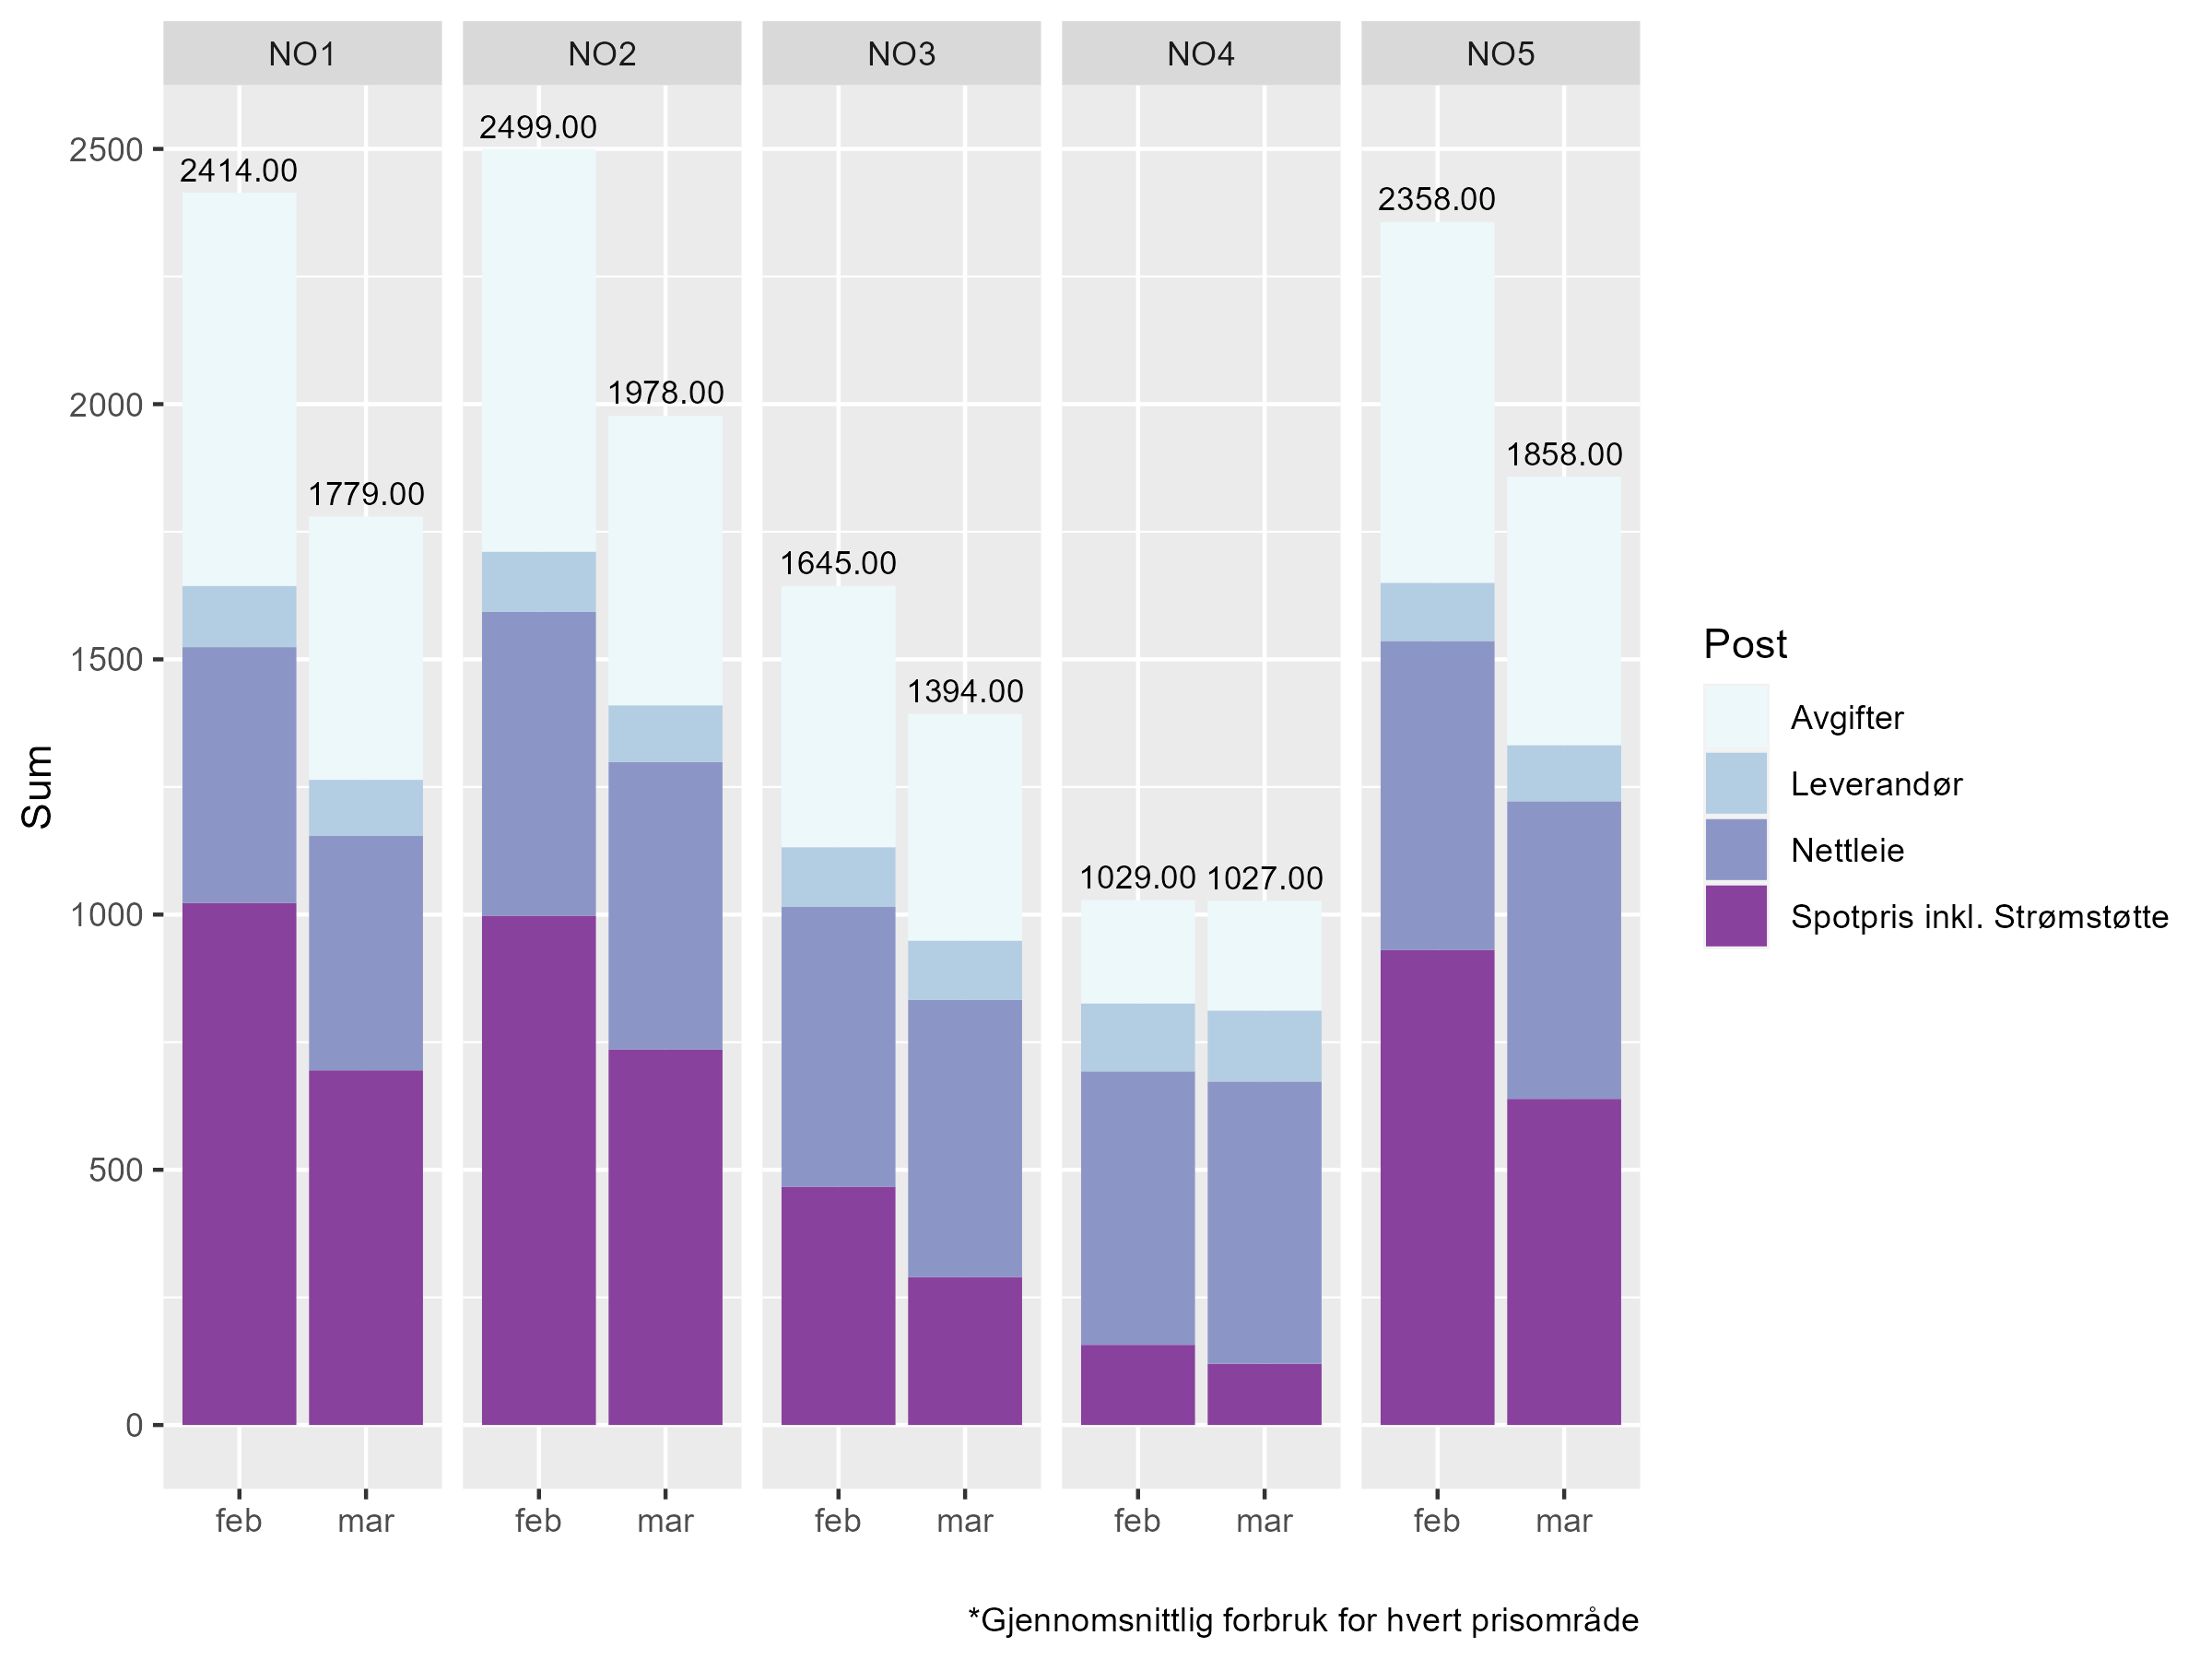 NO1 NO2 NO3 NO4 NO5
2500
2000
1500
1000
500
0
Sum
2414.00
1779.00
2499.00
1978.00
1645.00
1394.00
1029.00
1027.00
2358.00
1858.00
feb mar feb mar feb mar feb mar feb mar
Post
Avgifter
Leverandør
Nettleie
Spotpris inkl. Strømstøtte
*Gjennomsnittlig forbruk for hvert prisområde